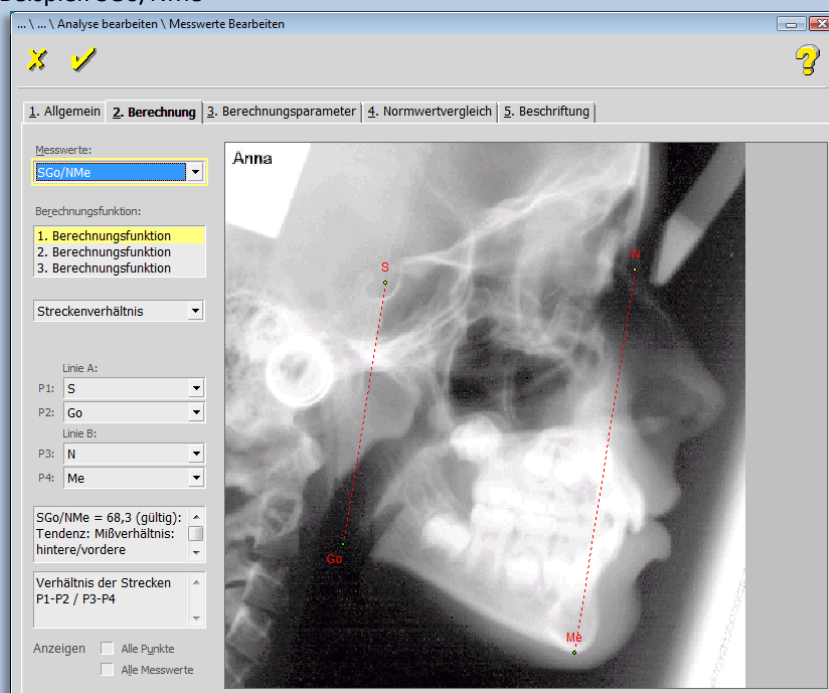 Beispiel: SGo/NMe
... \ ... \ Analyse bearbeiten \ Messwerte Bearbeiten
1. Allgemein 2. Berechnung 3. Berechnungsparameter 4. Normwertvergleich 5. Beschriftung
Messwerte:
SGo/NMe
Berechnungsfunktion:
1. Berechnungsfunktion
2. Berechnungsfunktion
3. Berechnungsfunktion
Streckenverhältnis
Linie A:
P1: S
P2: Go
Linie B:
P3: N
P4: Me
SGo/NMe = 68,3 (gültig):
Tendenz: Mißverhältnis:
hintere/vordere
Verhältnis der Strecken
P1-P2 / P3-P4
Anzeigen Alle Punkte
Alle Messwerte
Anna
S
N
Go
Me